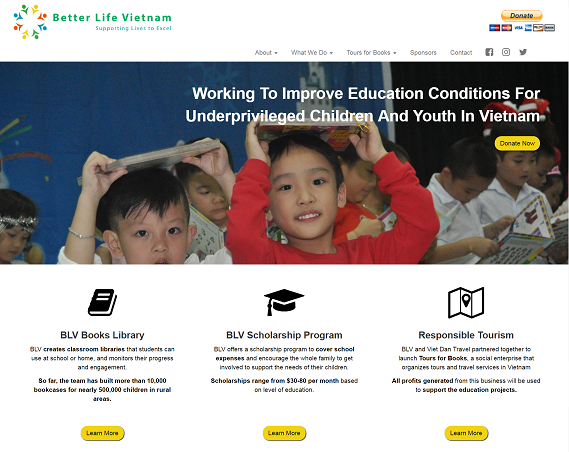 Better Life Vietnam
Supporting Lives to Excel
Donate
About
What We Do
Tours for Books
Sponsors
Contact
Working To Improve Education Conditions For
Underprivileged Children And Youth In Vietnam
Donate Now
BLV Books Library
BLV creates classroom libraries that students can
use at school or home, and monitors their progress
and engagement.
So far, the team has built more than 10,000
bookcases for nearly 500,000 children in rural
areas.
Learn More
BLV Scholarship Program
BLV offers a scholarship program to cover school
expenses and encourage the whole family to get
involved to support the needs of their children.
Scholarships range from $30-80 per month based
on level of education.
Learn More
Responsible Tourism
BLV and Viet Dan Travel partnered together to
launch Tours for Books, a social enterprise that
organizes tours and travel services in Vietnam
All profits generated from this business will be used
to support the education projects.
Learn More